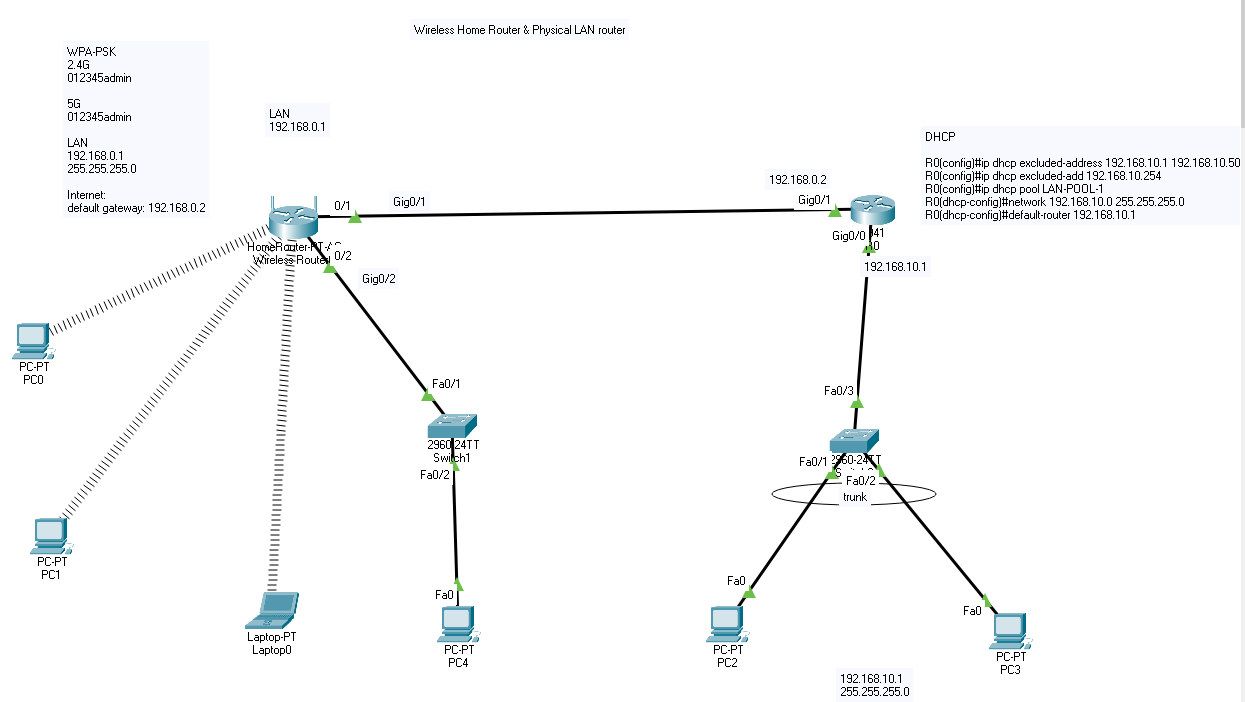 Wireless Home Router & Physical LAN router
WPA-PSK
2.4G
012345admin
5G
012345admin
LAN
192.168.0.1
255.255.255.0
Internet:
default gateway: 192.168.0.2
LAN
192.168.0.1
DHCP
R0(config)#ip dhcp excluded-address 192.168.10.1 192.168.10.50
R0(config)#ip dhcp excluded-add 192.168.10.254
R0(config)#ip dhcp pool LAN-POOL-1
R0(dhcp-config)#network 192.168.10.0 255.255.255.0
R0(dhcp-config)#default-router 192.168.10.1
192.168.0.2
0/1
Gig0/1
Gig0/1
Gig0/0
192.168.10.1
Wireless Router
0/2
Gig0/2
PC-PT
PC0
Fa0/1
2960-24TT
Switch1
Fa0/2
Fa0/3
Fa0/1
2960-24TT
Fa0/2
trunk
PC-PT
PC1
Laptop-PT
Laptop0
Fa0
PC-PT
PC4
Fa0
PC-PT
PC2
Fa0
PC-PT
PC3
192.168.10.1
255.255.255.0